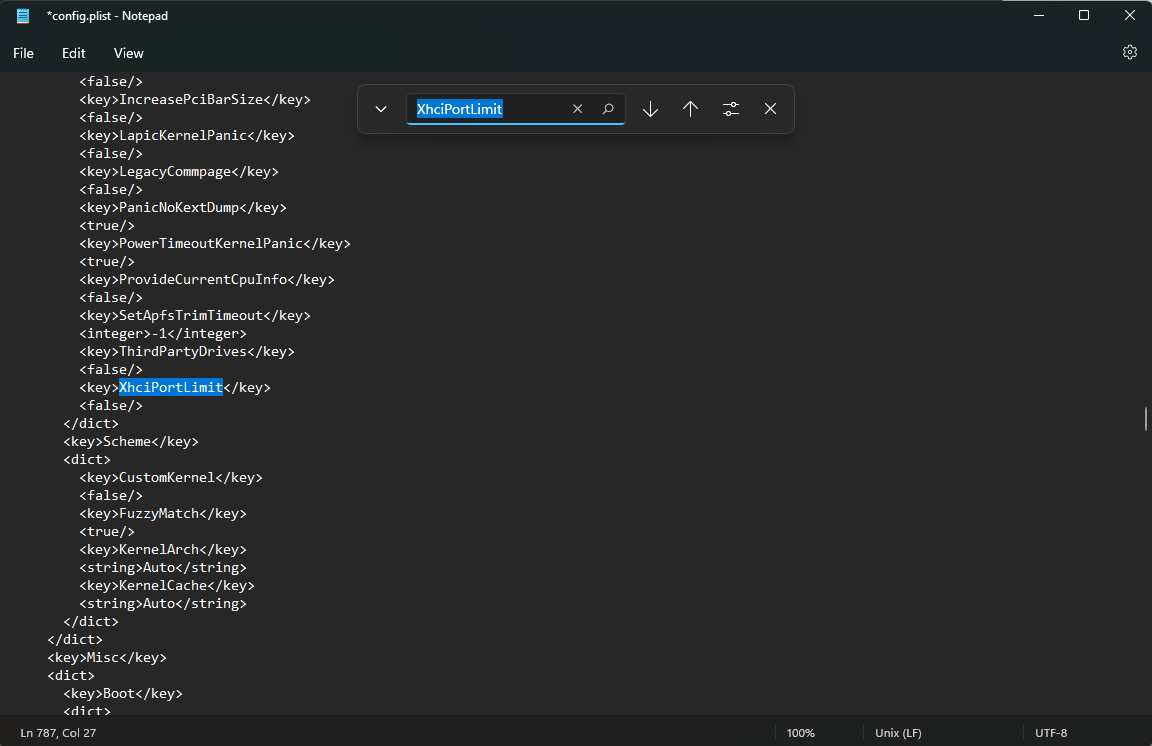 *config.plist - Notepad
File Edit View
XhciPortLimit
<false/>
<key>IncreasePciBarSize</key>
<false/>
<key>LapicKernelPanic</key>
<false/>
<key>LegacyCommpage</key>
<false/>
<key>PanicNoKextDump</key>
<true/>
<key>PowerTimeoutKernelPanic</key>
<true/>
<key>ProvideCurrentCpuInfo</key>
<false/>
<key>SetApfsTrimTimeout</key>
<integer>-1</integer>
<key>ThirdPartyDrives</key>
<false/>
<key>XhciPortLimit</key>
<false/>
</dict>
<key>Scheme</key>
<dict>
<key>CustomKernel</key>
<false/>
<key>FuzzyMatch</key>
<true/>
<key>KernelArch</key>
<string>Auto</string>
<key>KernelCache</key>
<string>Auto</string>
</dict>
</dict>
<key>Misc</key>
<dict>
<key>Boot</key>
<dict>
Ln 787, Col 27 100% Unix (LF) UTF-8